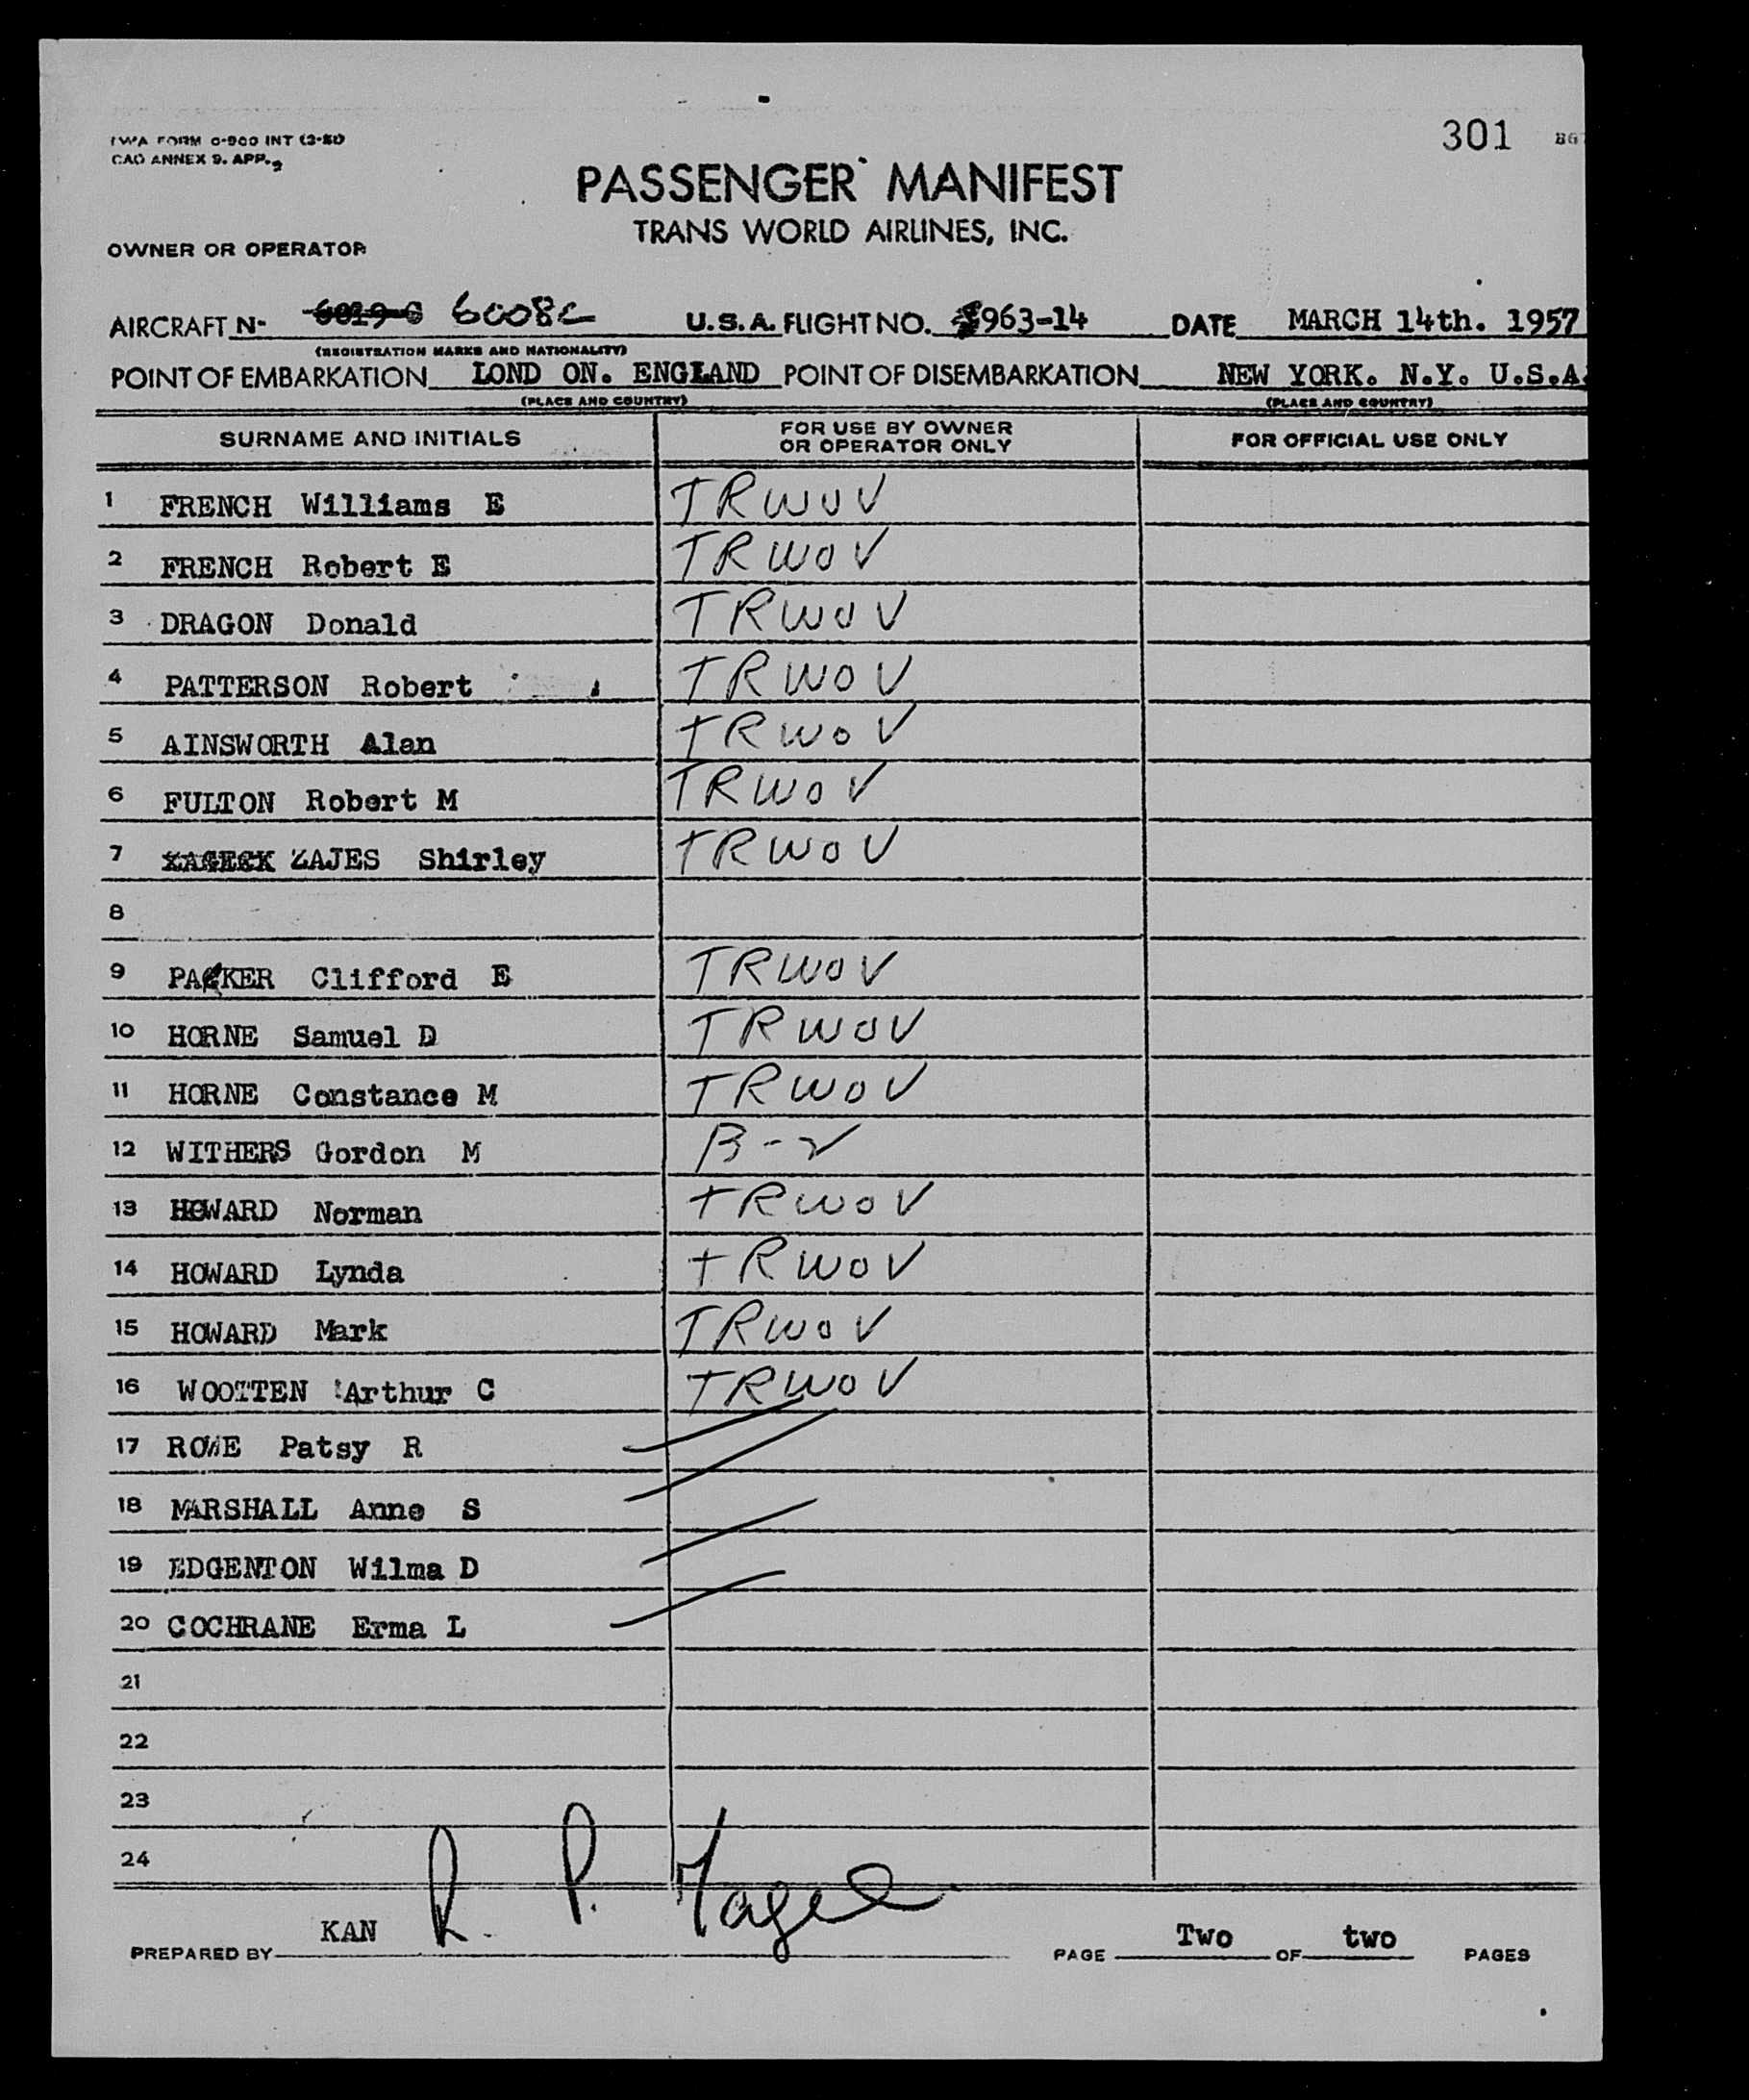 TWA FORM O-900 INT (3-51)
CAO ANNEX 9. APP. 2
301
PASSENGER MANIFEST
TRANS WORLD AIRLINES, INC.
OWNER OR OPERATOR
AIRCRAFT N- 6019-C 6008C U.S.A. FLIGHT NO. 963-14 DATE MARCH 14th. 1957
(REGISTRATION MARKS AND NATIONALITY)
POINT OF EMBARKATION LOND ON. ENGLAND POINT OF DISEMBARKATION NEW YORK. N.Y. U.S.A.
(PLACE AND COUNTRY) (PLACE AND COUNTRY)
SURNAME AND INITIALS FOR USE BY OWNER OR OPERATOR ONLY FOR OFFICIAL USE ONLY
1 FRENCH Williams E TRWOV
2 FRENCH Robert E TRWOV
3 DRAGON Donald TRWOV
4 PATTERSON Robert TRWOV
5 AINSWORTH Alan TRWOV
6 FULTON Robert M TRWOV
7 ZAJES Shirley TRWOV
8
9 PARKER Clifford E TRWOV
10 HORNE Samuel D TRWOV
11 HORNE Constance M TRWOV
12 WITHERS Gordon M B-2
13 HOWARD Norman TRWOV
14 HOWARD Lynda TRWOV
15 HOWARD Mark TRWOV
16 WOOTTEN Arthur C TRWOV
17 ROWE Patsy R
18 MARSHALL Anne S
19 EDGENTON Wilma D
20 COCHRANE Erma L
21
22
23
24
PREPARED BY KAN R. P. Magee PAGE Two OF two PAGES